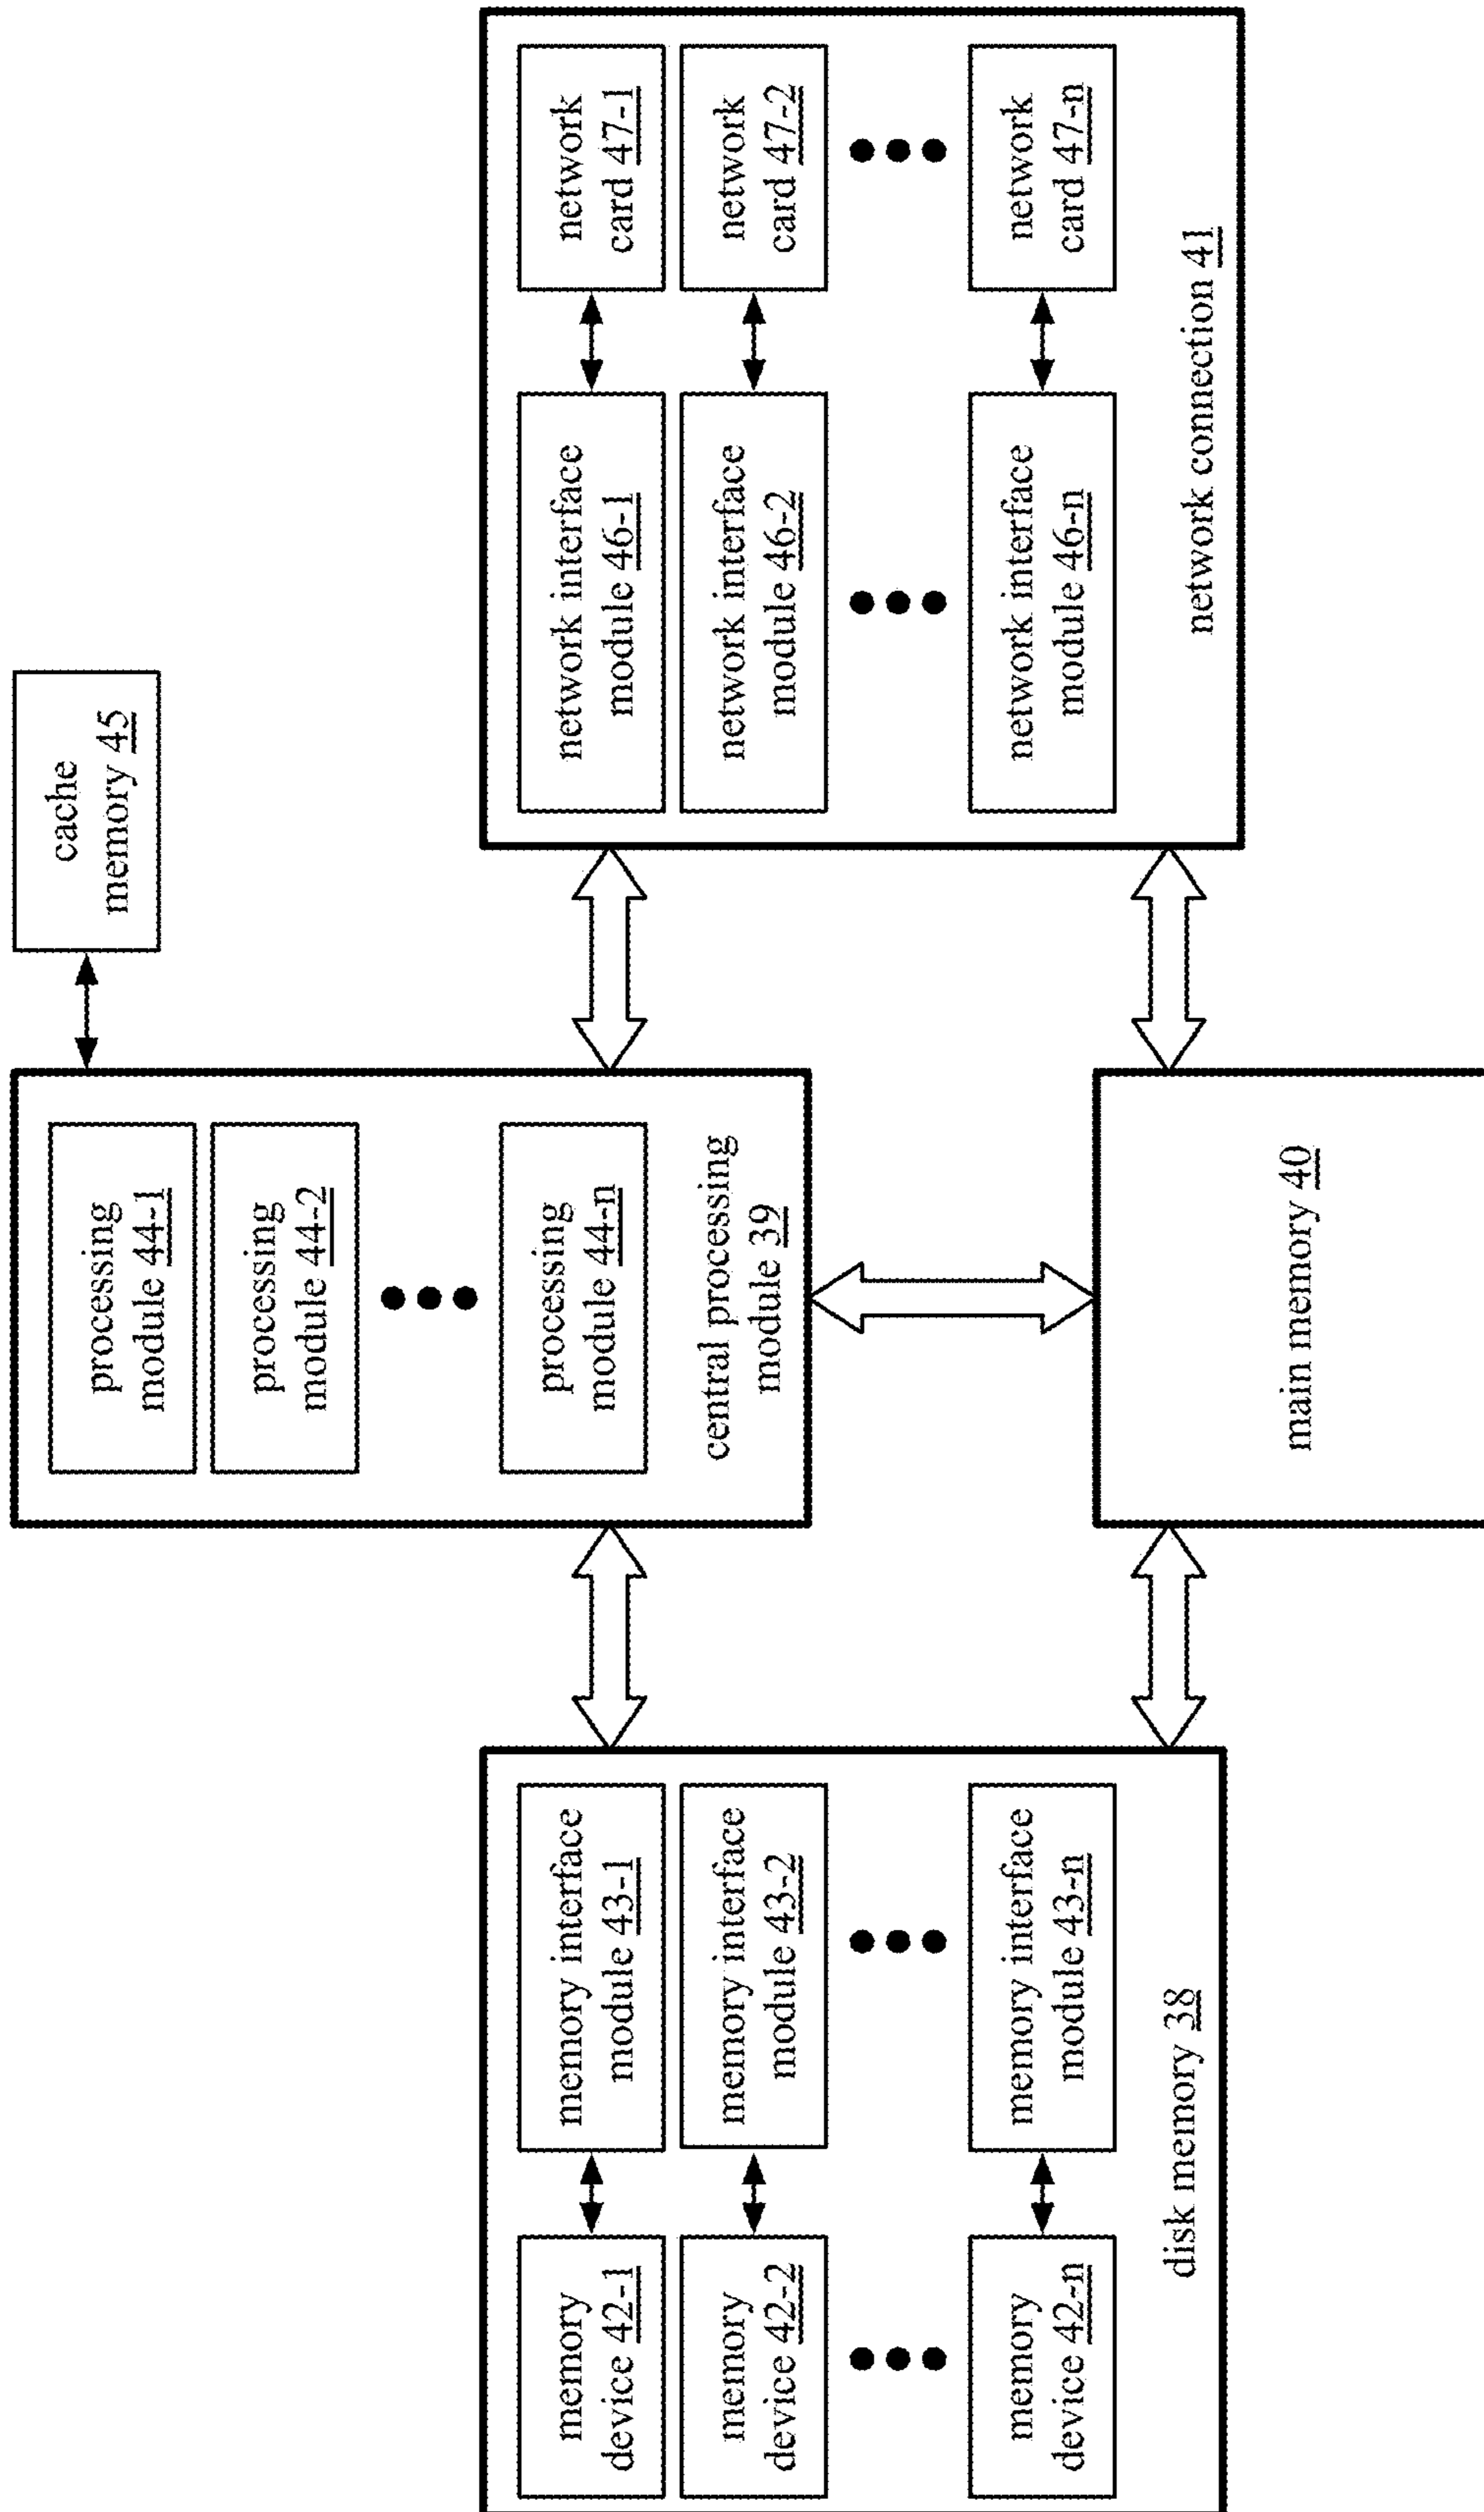 cache
memory 45
processing
module 44-1
processing
module 44-2
processing
module 44-n
central processing
module 39
memory
device 42-1
memory interface
module 43-1
memory
device 42-2
memory interface
module 43-2
memory
device 42-n
memory interface
module 43-n
disk memory 38
network interface
module 46-1
network
card 47-1
network interface
module 46-2
network
card 47-2
network interface
module 46-n
network
card 47-n
network connection 41
main memory 40